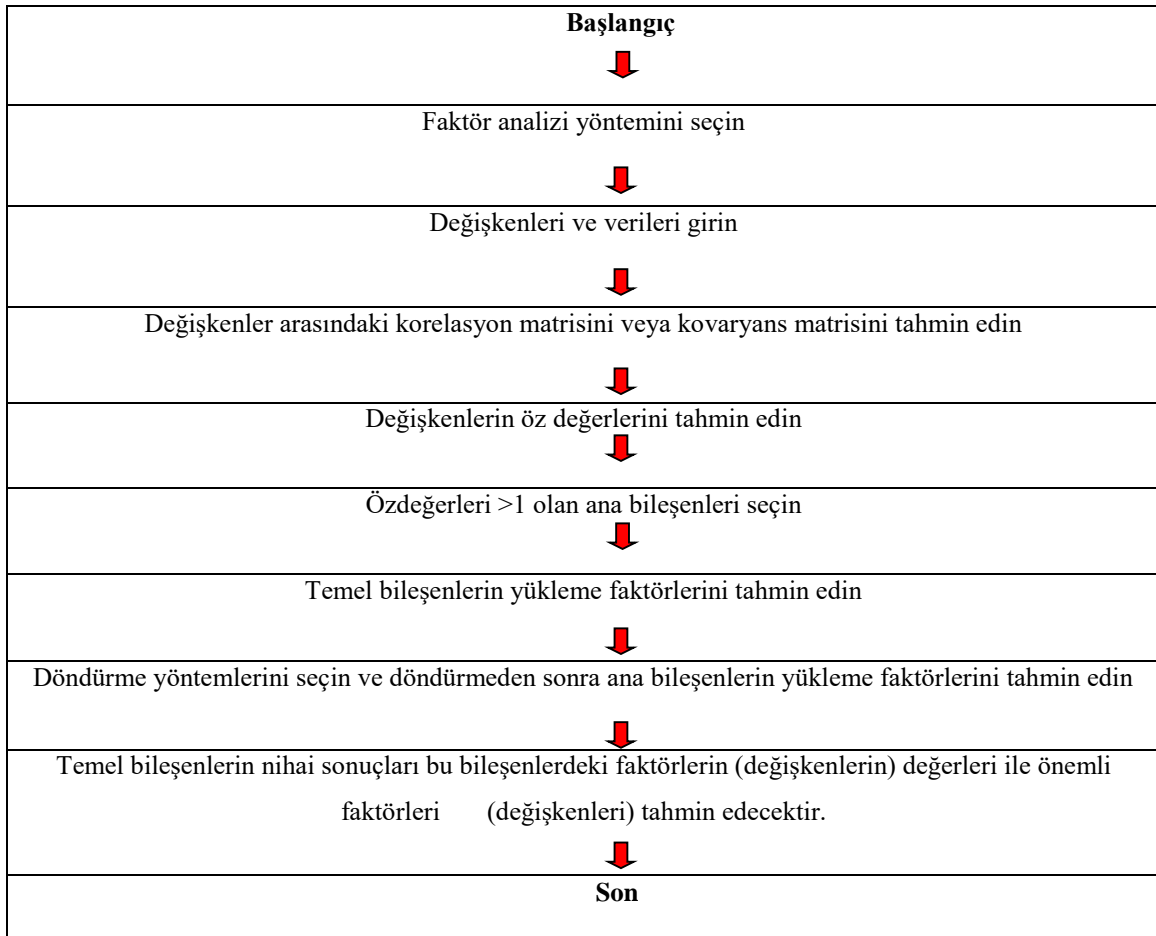 Başlangıç
Faktör analizi yöntemini seçin
Değişkenleri ve verileri girin
Değişkenler arasındaki korelasyon matrisini veya kovaryans matrisini tahmin edin
Değişkenlerin öz değerlerini tahmin edin
Özdeğerleri >1 olan ana bileşenleri seçin
Temel bileşenlerin yükleme faktörlerini tahmin edin
Döndürme yöntemlerini seçin ve döndürmeden sonra ana bileşenlerin yükleme faktörlerini tahmin edin
Temel bileşenlerin nihai sonuçları bu bileşenlerdeki faktörlerin (değişkenlerin) değerleri ile önemli
faktörleri (değişkenleri) tahmin edecektir.
Son